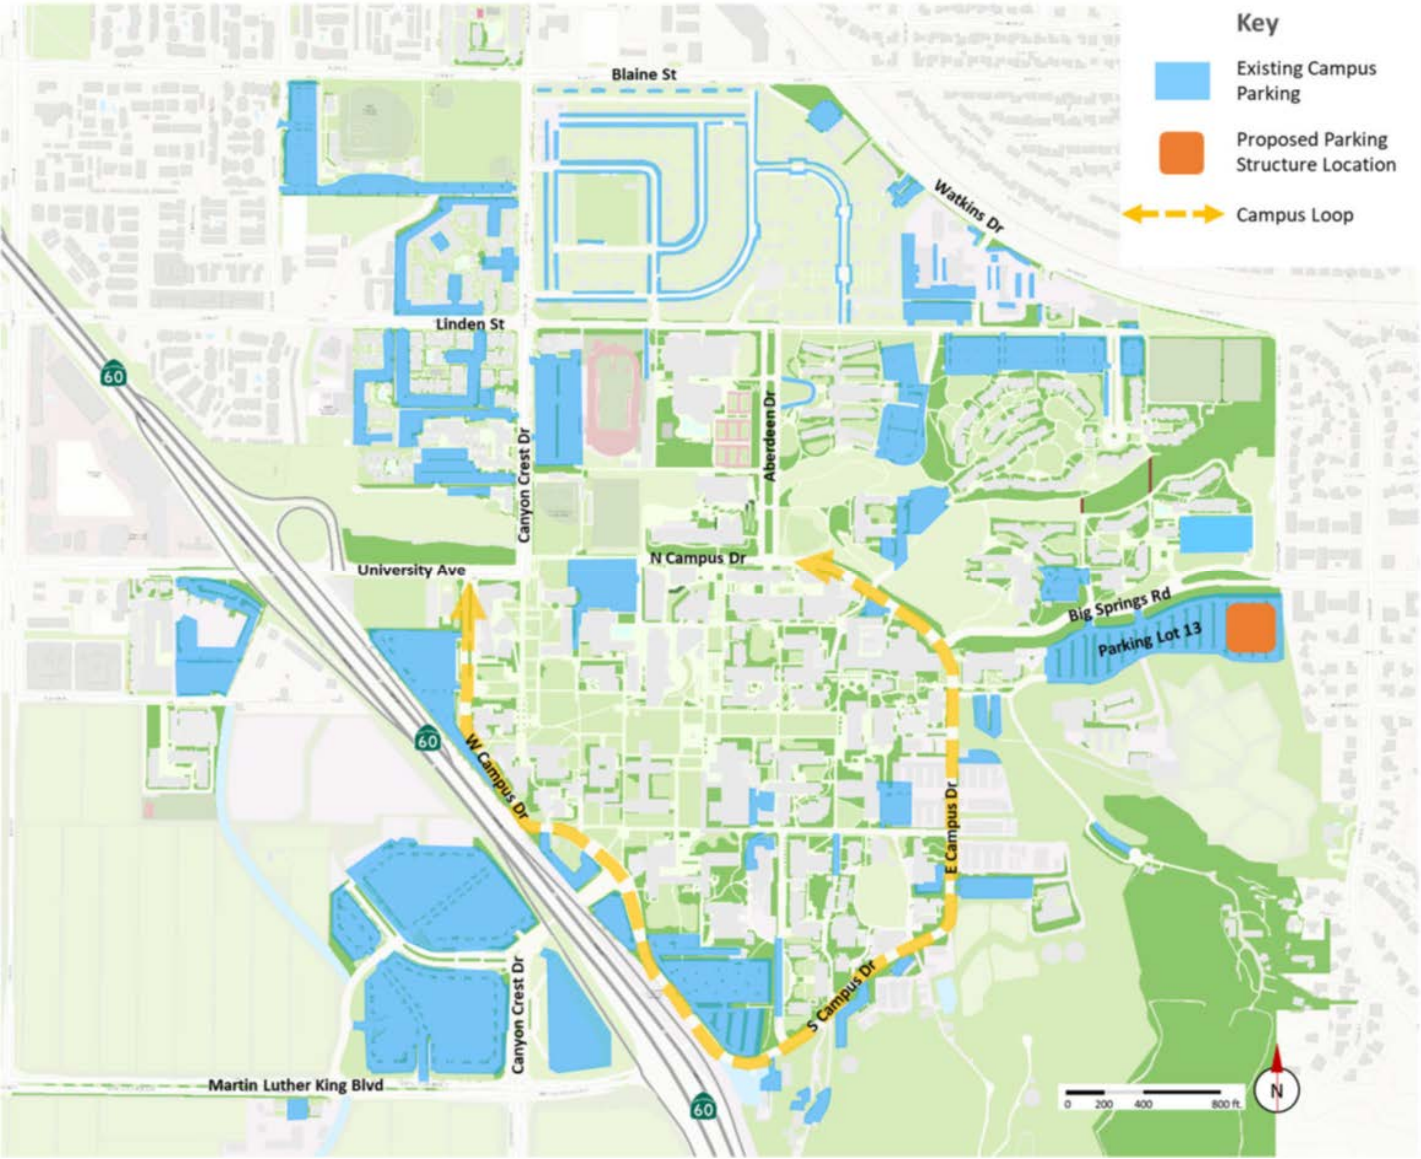 Key
Existing Campus
Parking
Proposed Parking
Structure Location
Campus Loop
Blaine St
Watkins Dr
Linden St
60
Canyon Crest Dr
Aberdeen Dr
N Campus Dr
University Ave
Big Springs Rd
Parking Lot 13
60
W Campus Dr
E Campus Dr
S Campus Dr
Canyon Crest Dr
Martin Luther King Blvd
60
0 200 400 800 ft.
N